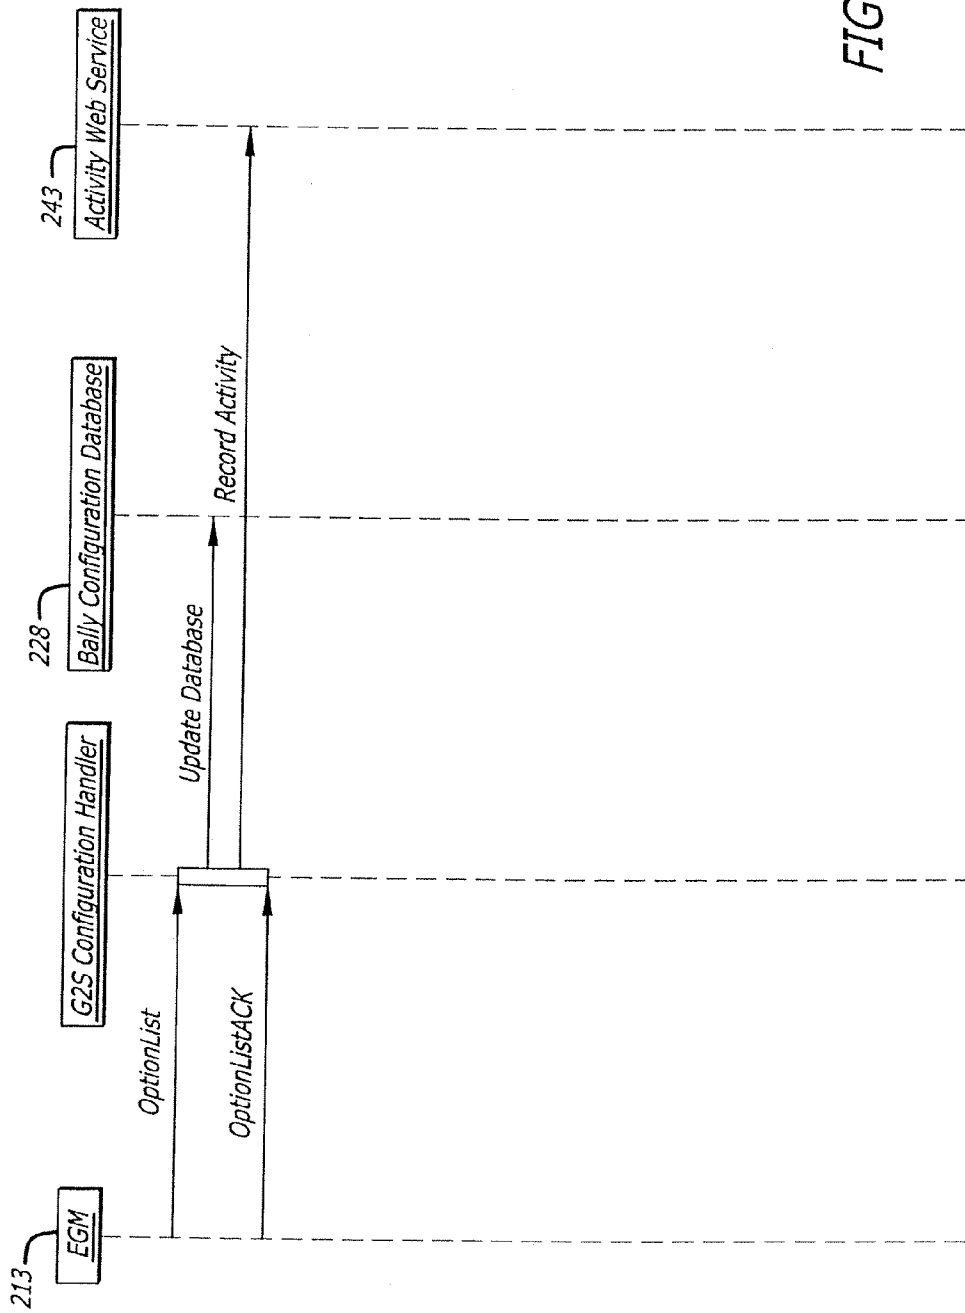 213
EGM
G2S Configuration Handler
228
Bally Configuration Database
243
Activity Web Service
OptionList
Update Database
Record Activity
OptionListACK
FIG